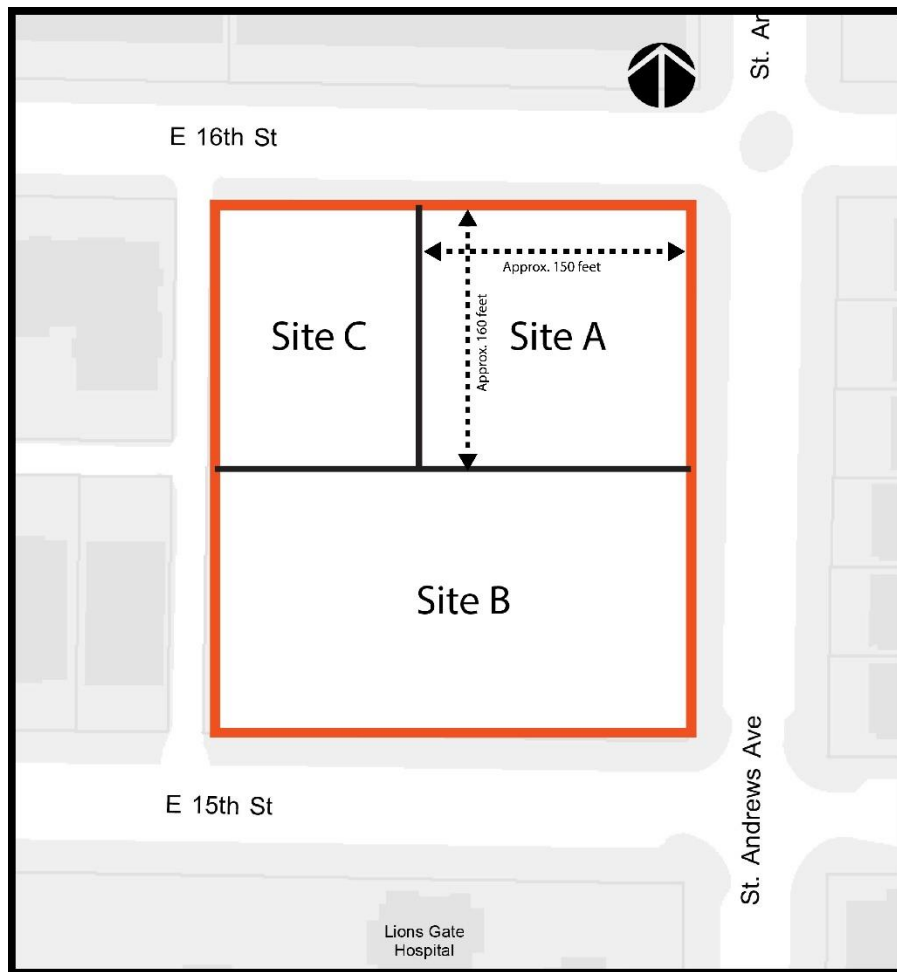 St. An
E 16th St
Approx. 150 feet
Site C
Approx. 160 feet
Site A
Site B
St. Andrews Ave
E 15th St
Lions Gate
Hospital